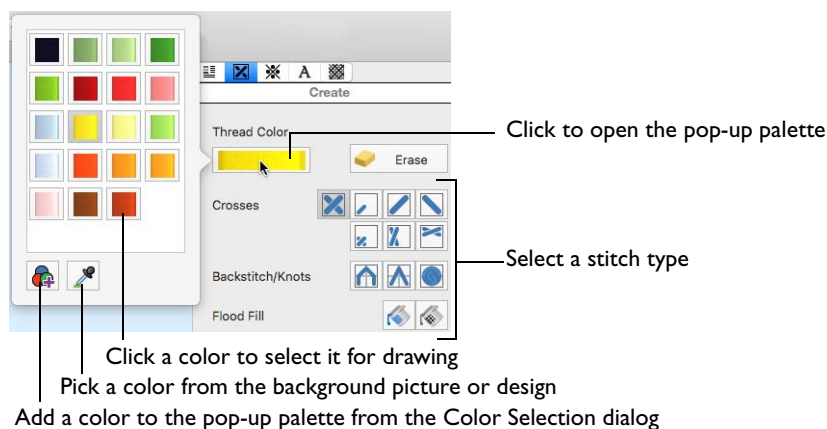 A
Create
Thread Color
Click to open the pop-up palette
Erase
Crosses
Select a stitch type
Backstitch/Knots
Flood Fill
Click a color to select it for drawing
Pick a color from the background picture or design
Add a color to the pop-up palette from the Color Selection dialog